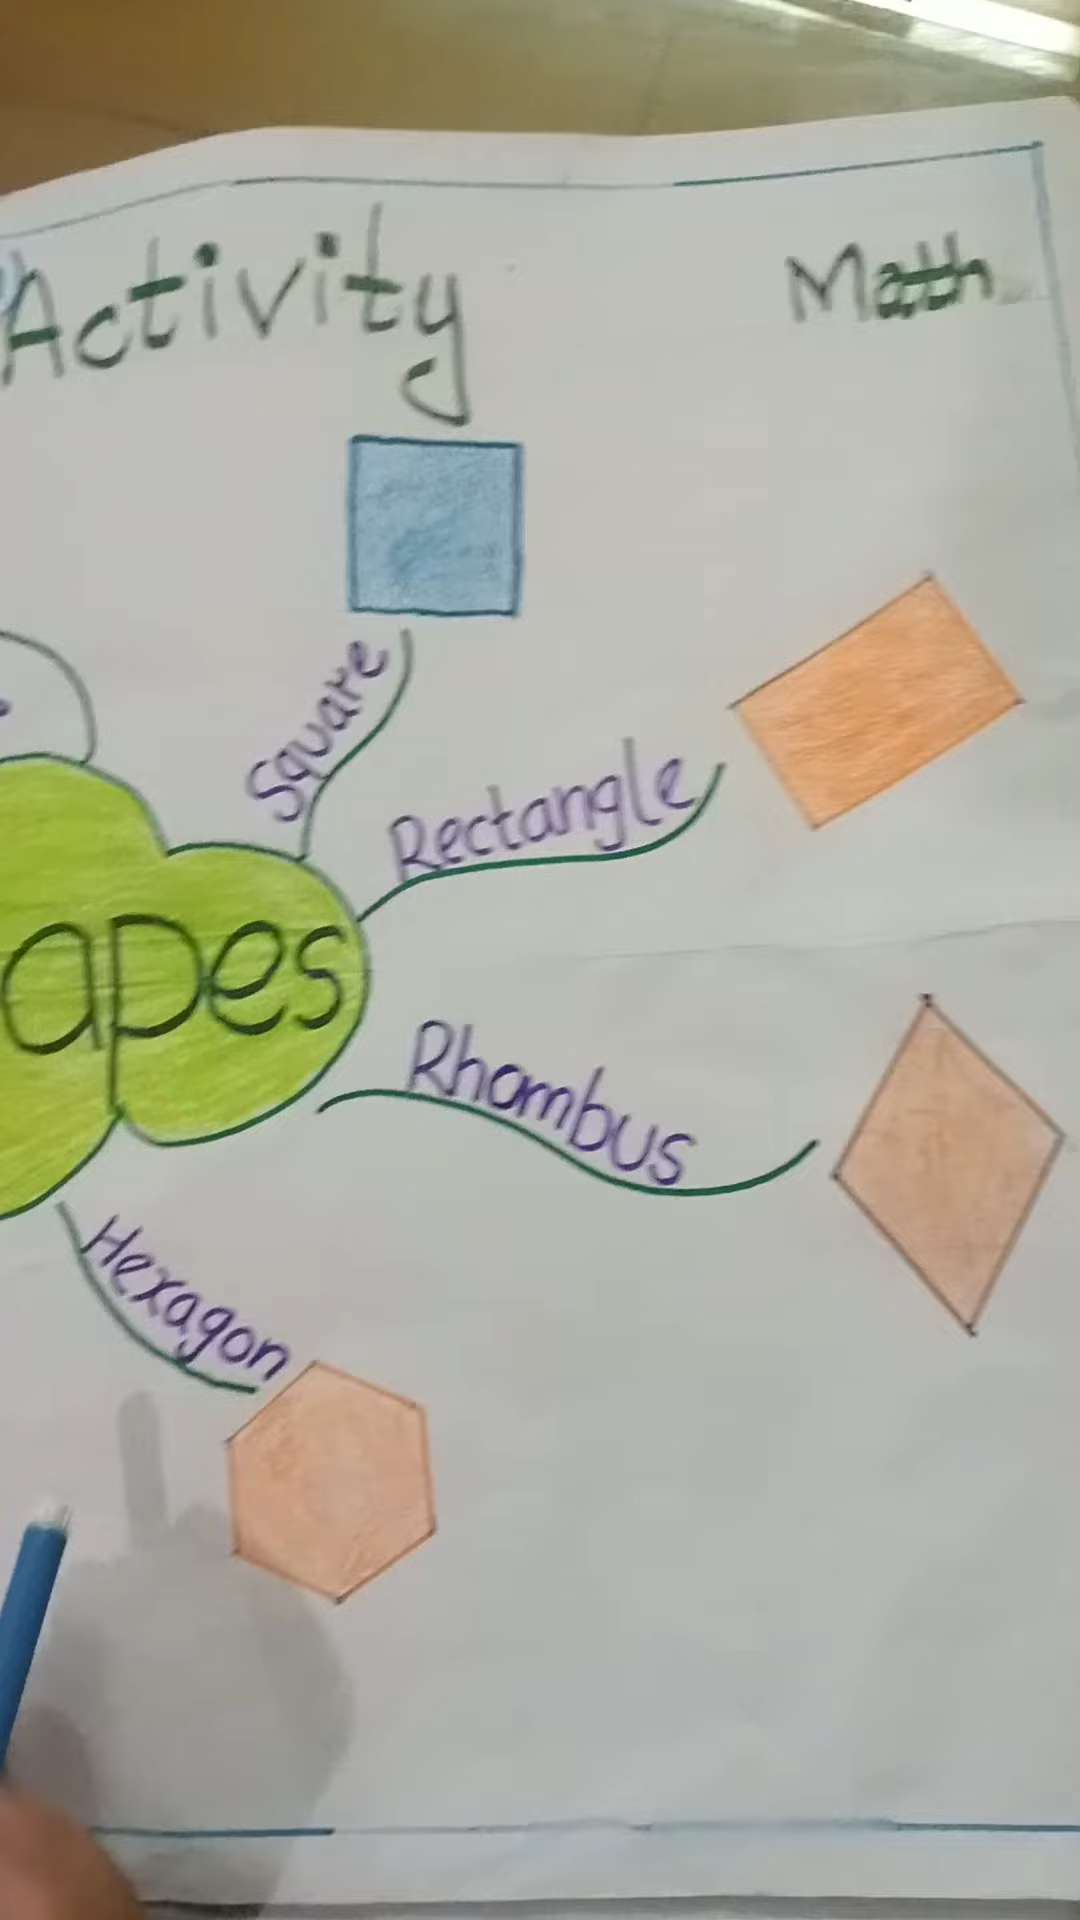 Activity
Math
Square
Rectangle
apes
Rhombus
Hexagon